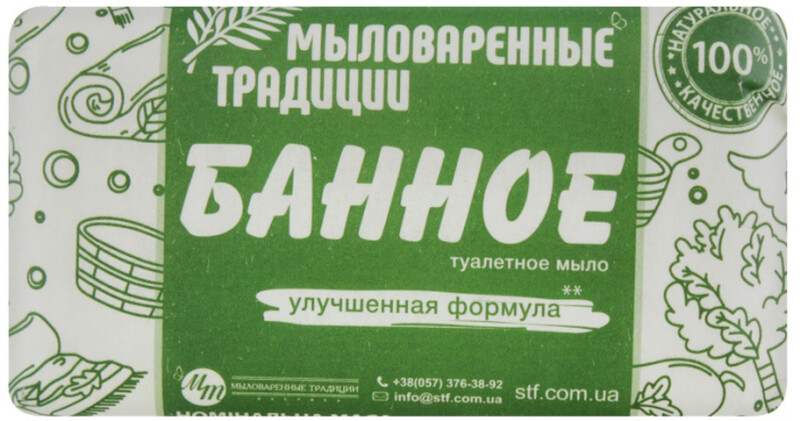 МЫЛОВАРЕННЫЕ
ТРАДИЦИИ
НАТУРАЛЬНОЕ
100%
КАЧЕСТВЕННОЕ
БАННОЕ
туалетное мыло
улучшенная формула**
Мт
МЫЛОВАРЕННЫЕ ТРАДИЦИИ
+38(057) 376-38-92
info@stf.com.ua
stf.com.ua